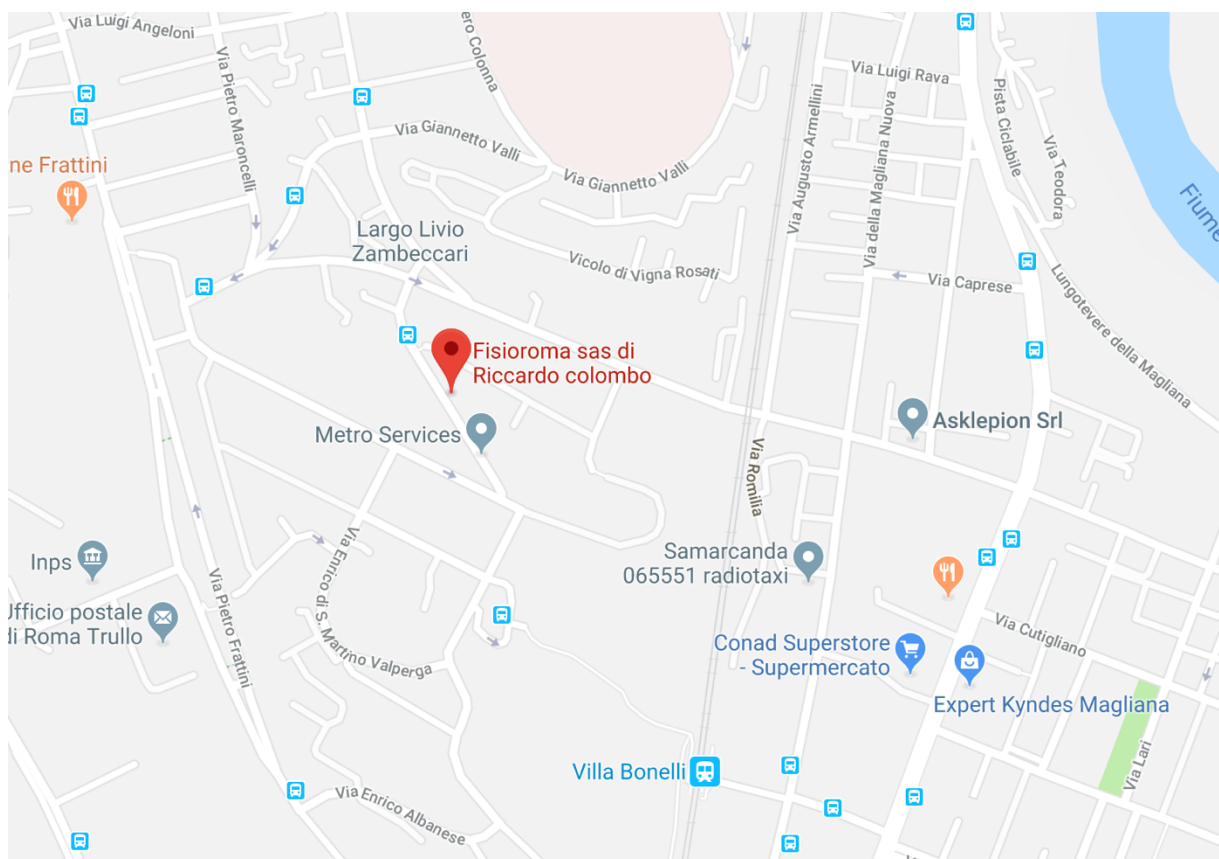 Via Luigi Angeloni
Via Pietro Maroncelli
ero Colonna
Via Giannetto Valli
Via Giannetto Valli
ne Frattini
Largo Livio
Zambeccari
Vicolo di Vigna Rosati
Via Augusto Armellini
Via della Magliana Nuova
Via Luigi Rava
Pista Ciclabile
Via Teodora
Fiume
Via Caprese
Lungotevere della Magliana
Fisioroma sas di
Riccardo colombo
Metro Services
Asklepion Srl
Via Romilia
Samarcanda
065551 radiotaxi
Inps
Ufficio postale
di Roma Trullo
Via Pietro Frattini
Via Enrico di S. Martino Valperga
Via Cutigliano
Conad Superstore
- Supermercato
Expert Kyndes Magliana
Via Lari
Villa Bonelli
Via Enrico Albanese